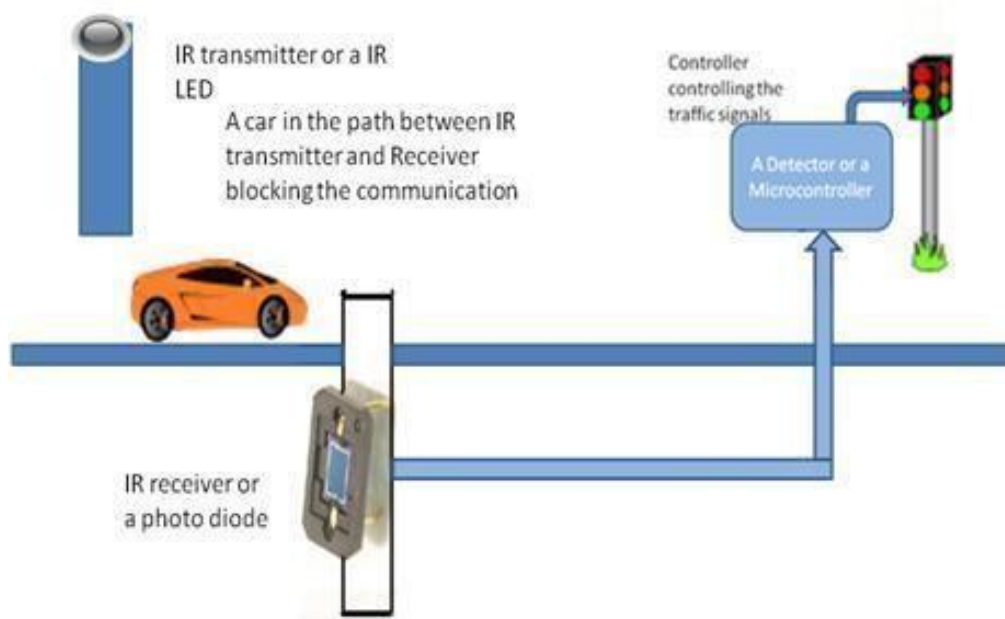 IR transmitter or a IR
LED
A car in the path between IR
transmitter and Receiver
blocking the communication
Controller
controlling the
traffic signals
A Detector or a
Microcontroller
IR receiver or
a photo diode